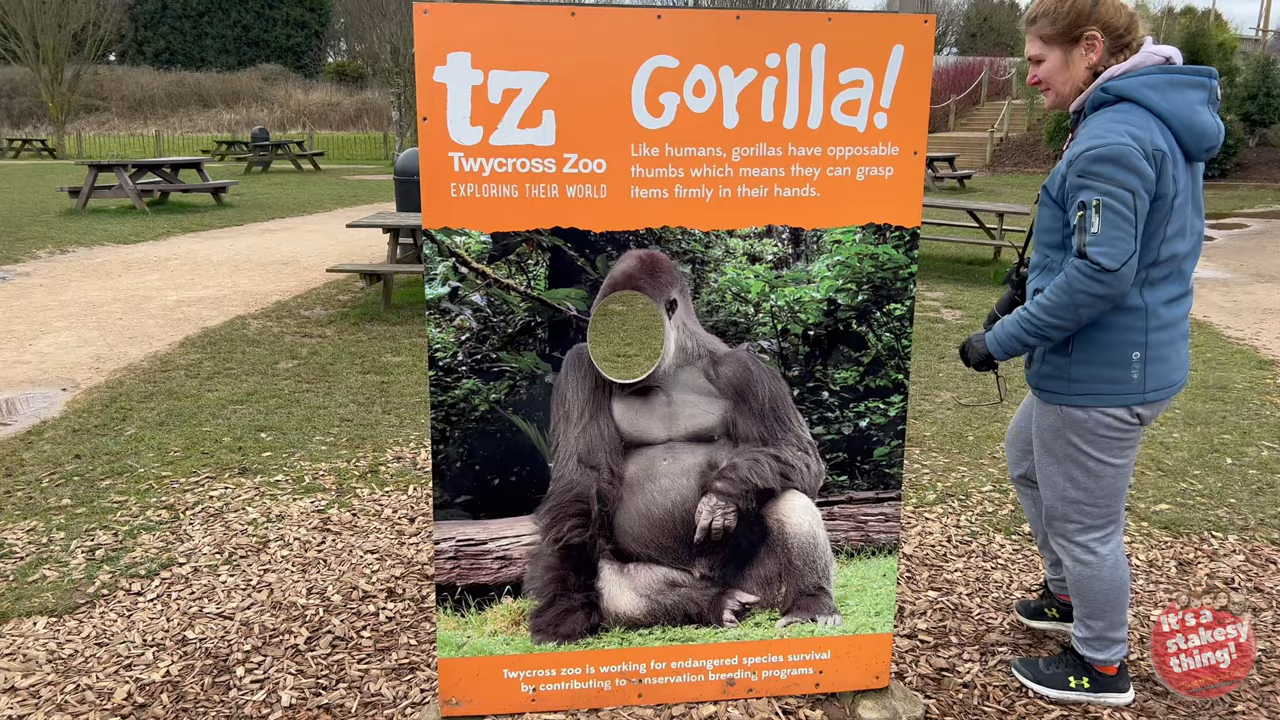 tz
Twycross Zoo
EXPLORING THEIR WORLD
Gorilla!
Like humans, gorillas have opposable
thumbs which means they can grasp
items firmly in their hands.
Twycross zoo is working for endangered species survival
by contributing to conservation breeding programs
It's a
stakesy
thing!